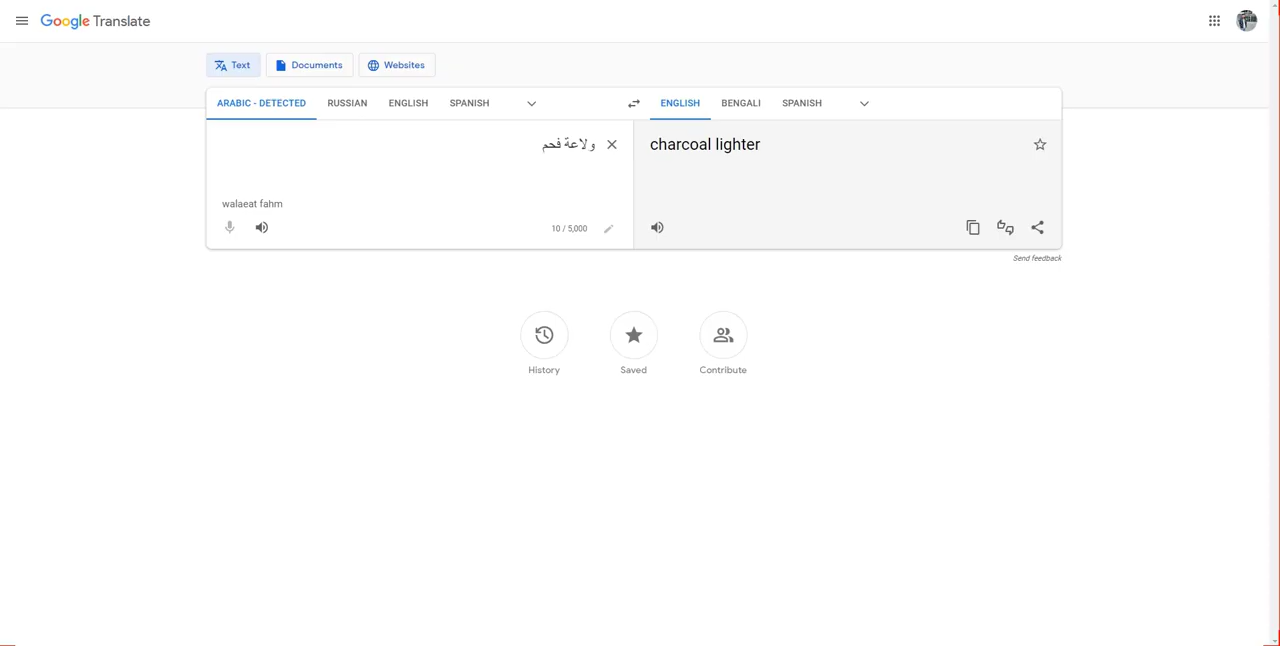 Google Translate
Text
Documents
Websites
ARABIC - DETECTED
RUSSIAN
ENGLISH
SPANISH
ENGLISH
BENGALI
SPANISH
ولاعة فحم
charcoal lighter
walaeat fahm
10 / 5,000
Send feedback
History
Saved
Contribute